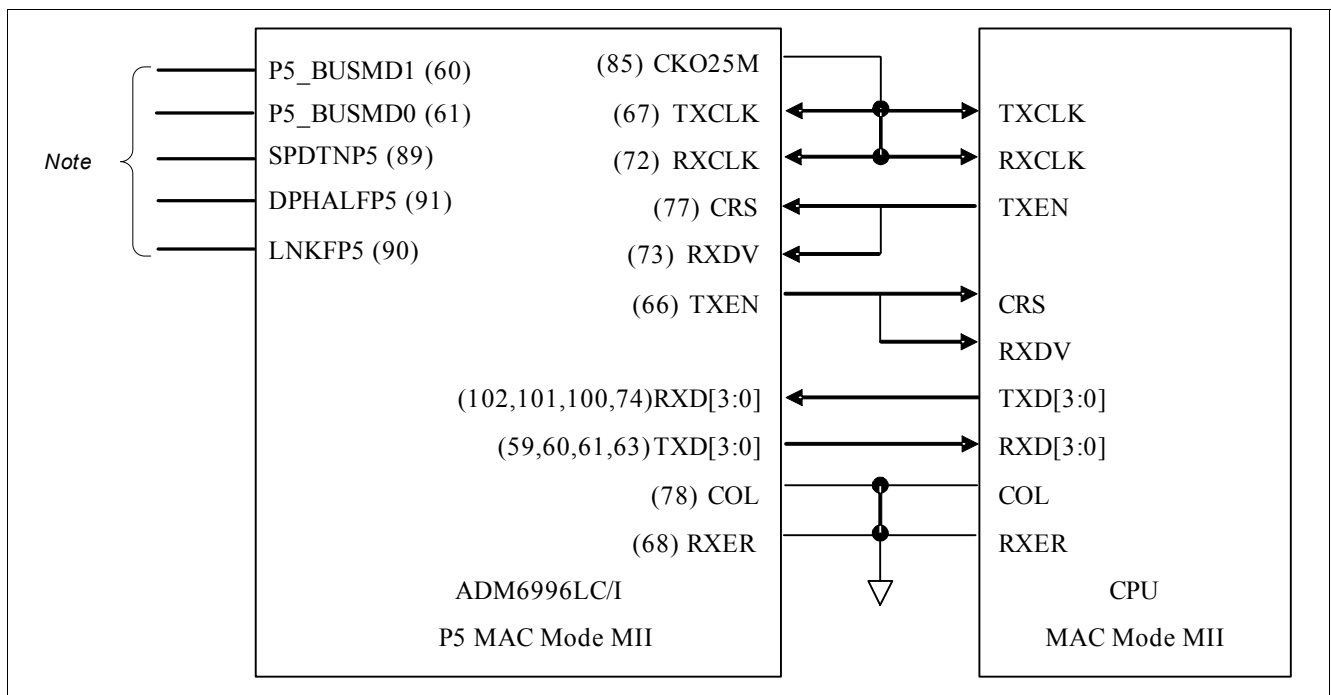 Note
P5_BUSMD1 (60)
P5_BUSMD0 (61)
SPDTNP5 (89)
DPHALFP5 (91)
LNKFP5 (90)
(85) CKO25M
(67) TXCLK
(72) RXCLK
(77) CRS
(73) RXDV
(66) TXEN
(102,101,100,74)RXD[3:0]
(59,60,61,63)TXD[3:0]
(78) COL
(68) RXER
ADM6996LC/I
P5 MAC Mode MII
TXCLK
RXCLK
TXEN
CRS
RXDV
TXD[3:0]
RXD[3:0]
COL
RXER
CPU
MAC Mode MII